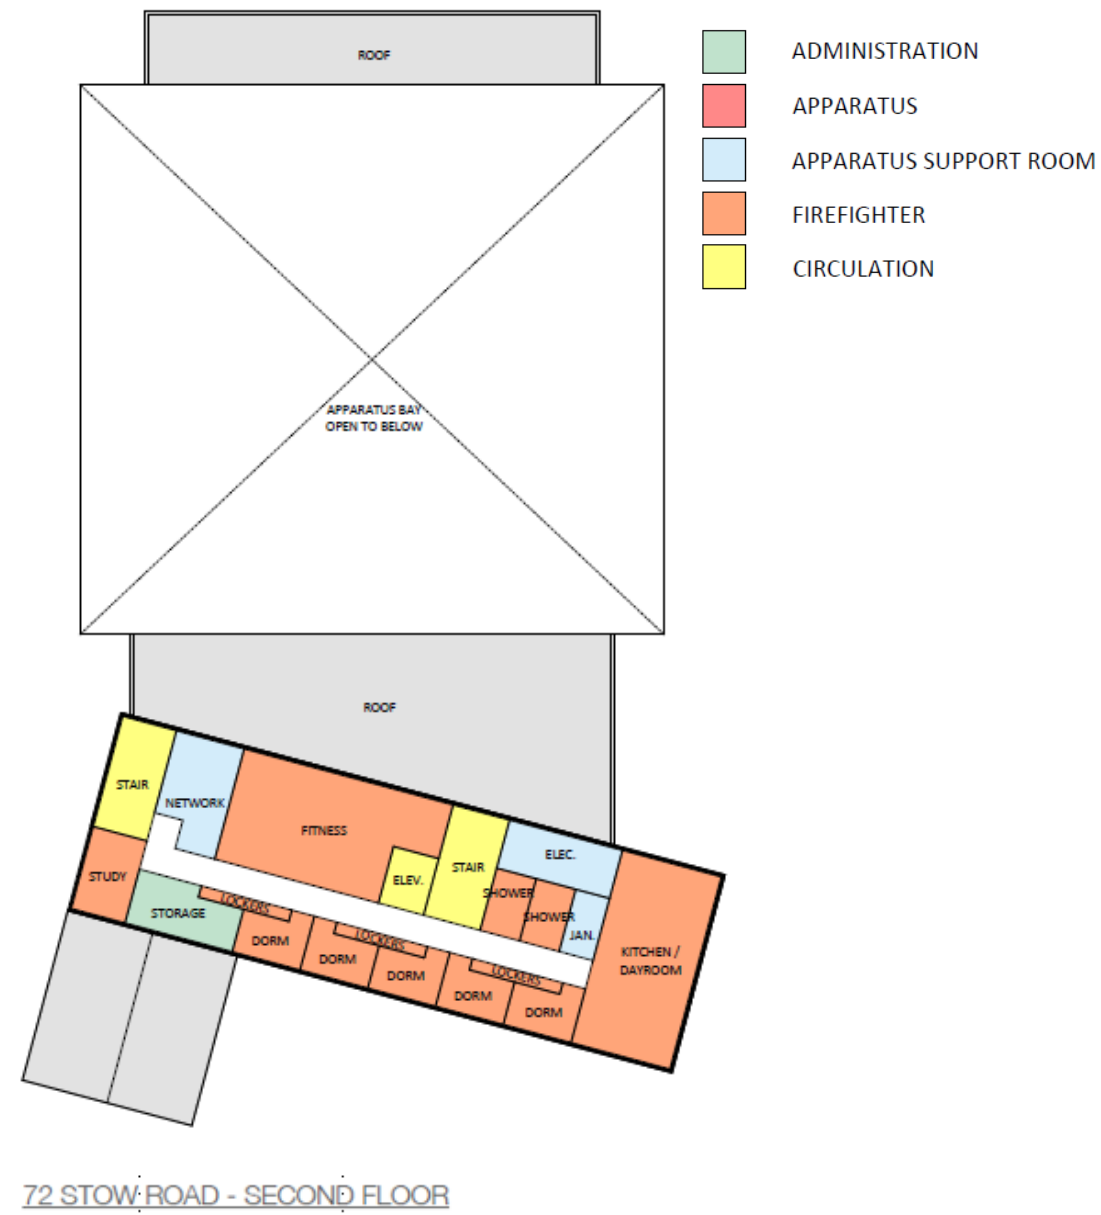 ROOF
ADMINISTRATION
APPARATUS
APPARATUS SUPPORT ROOM
FIREFIGHTER
CIRCULATION
APPARATUS BAY
OPEN TO BELOW
ROOF
STAIR
NETWORK
FITNESS
ELEV.
STAIR
ELEC.
SHOWER
SHOWER
JAN.
STUDY
STORAGE
LOCKERS
LOCKERS
LOCKERS
DORM
DORM
DORM
DORM
DORM
KITCHEN /
DAYROOM
72 STOW ROAD - SECOND FLOOR